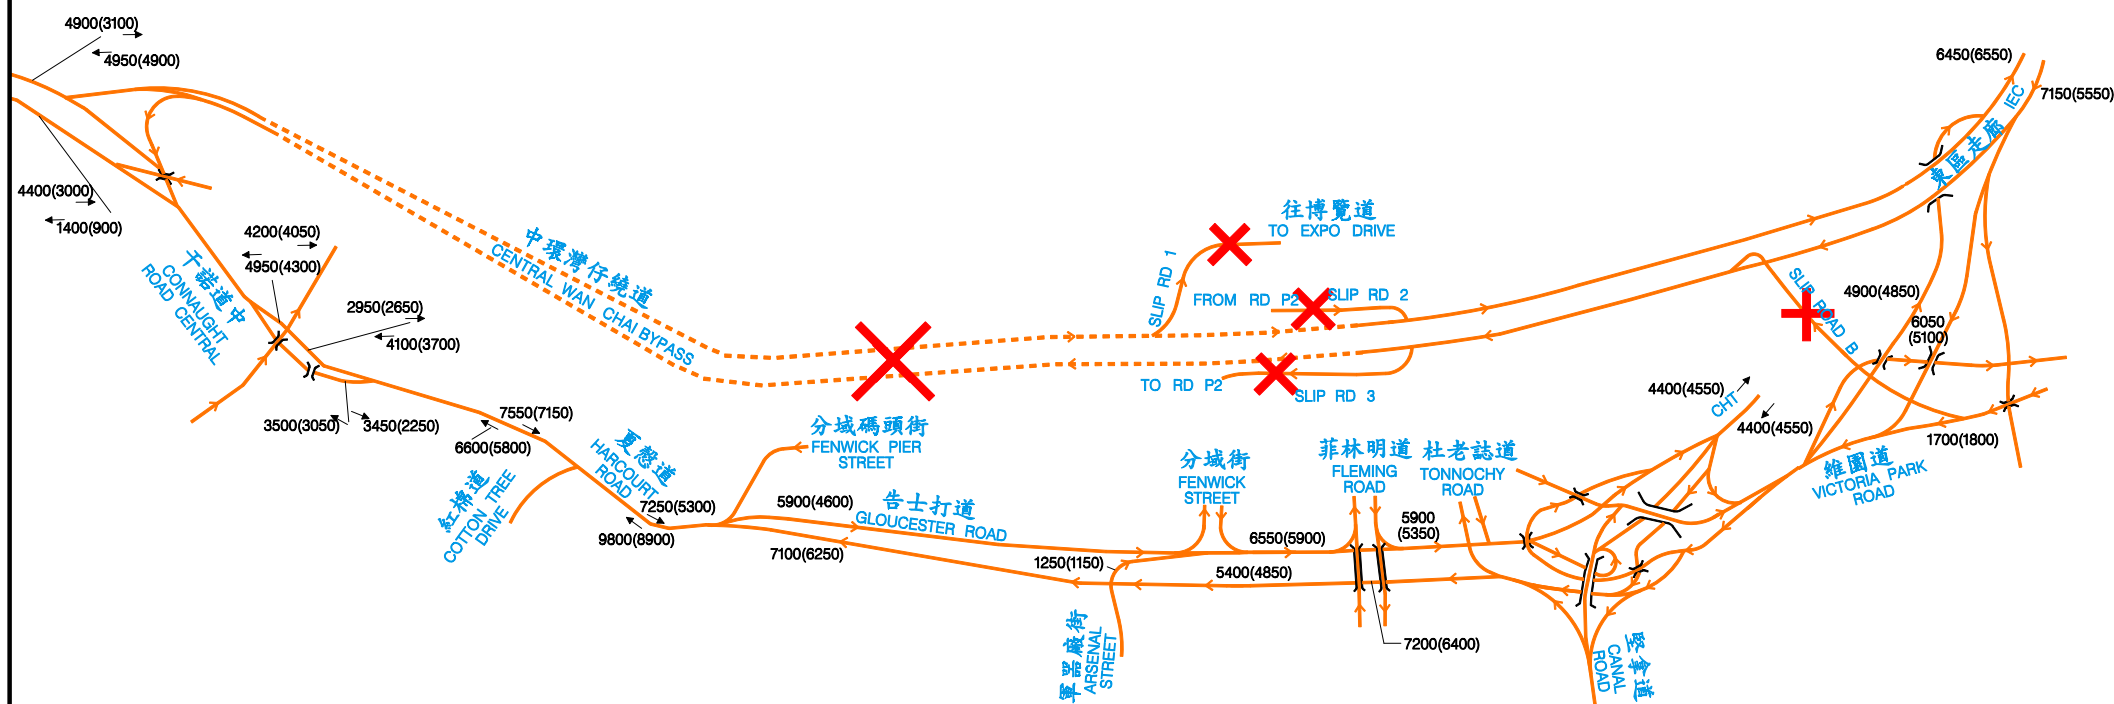 4900(3100)
4950(4900)
4400(3000)
1400(900)
干諾道中
CONNAUGHT
ROAD CENTRAL
4200(4050)
4950(4300)
2950(2650)
4100(3700)
3500(3050)
3450(2250)
中環灣仔繞道
CENTRAL WAN CHAI BYPASS
7550(7150)
6600(5800)
紅棉道
COTTON TREE
DRIVE
夏慤道
HARCOURT
ROAD
7250(5300)
9800(8900)
分域碼頭街
FENWICK PIER
STREET
5900(4600)
告士打道
GLOUCESTER ROAD
7100(6250)
1250(1150)
軍器廠街
ARSENAL
STREET
分域街
FENWICK
STREET
5400(4850)
6550(5900)
菲林明道
FLEMING
ROAD
5900
(5350)
7200(6400)
杜老誌道
TONNOCHY
ROAD
SLIP RD 1
往博覽道
TO EXPO DRIVE
FROM RD P2
SLIP RD 2
TO RD P2
SLIP RD 3
堅拿道
CANAL
ROAD
4400(4550)
CHT
4400(4550)
SLIP ROAD B
4900(4850)
6050
(5100)
1700(1800)
維園道
VICTORIA PARK
ROAD
東區走廊
IEC
6450(6550)
7150(5550)